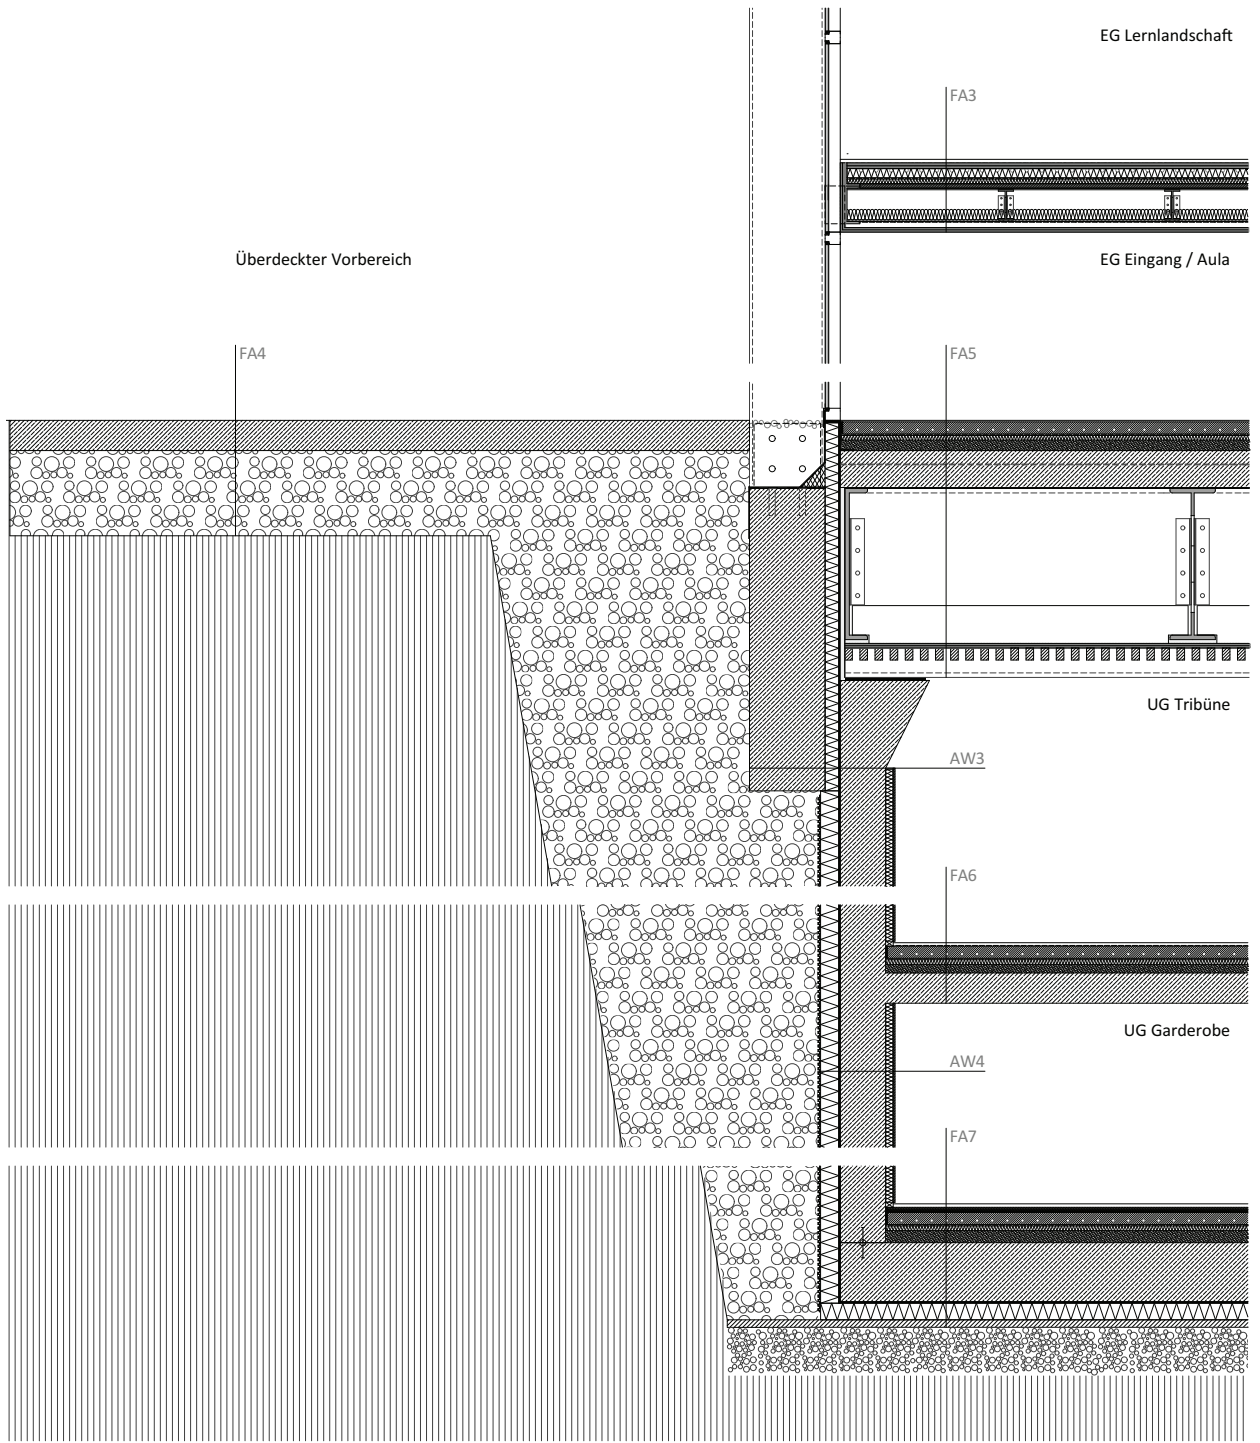 EG Lernlandschaft
FA3
Überdeckter Vorbereich
EG Eingang / Aula
FA4
FA5
UG Tribüne
AW3
FA6
UG Garderobe
AW4
FA7